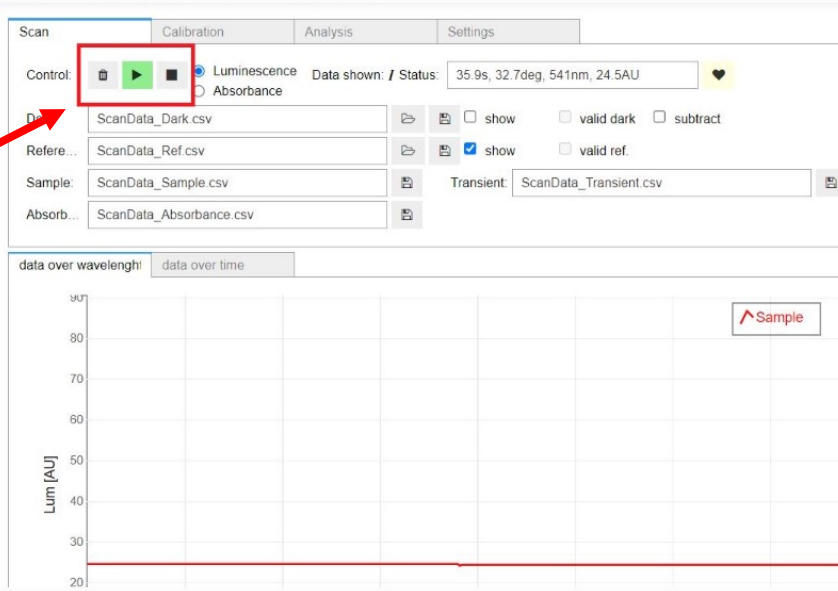 Scan Calibration Analysis Settings
Control: Luminescence Data shown: / Status: 35.9s, 32.7deg, 541nm, 24.5AU
Absorbance
ScanData_Dark.csv show valid dark subtract
Refere... ScanData_Ref.csv show valid ref.
Sample: ScanData_Sample.csv Transient: ScanData_Transient.csv
Absorb... ScanData_Absorbance.csv
data over wavelenght data over time
90
Sample
80
70
60
50
Lum [AU]
40
30
20